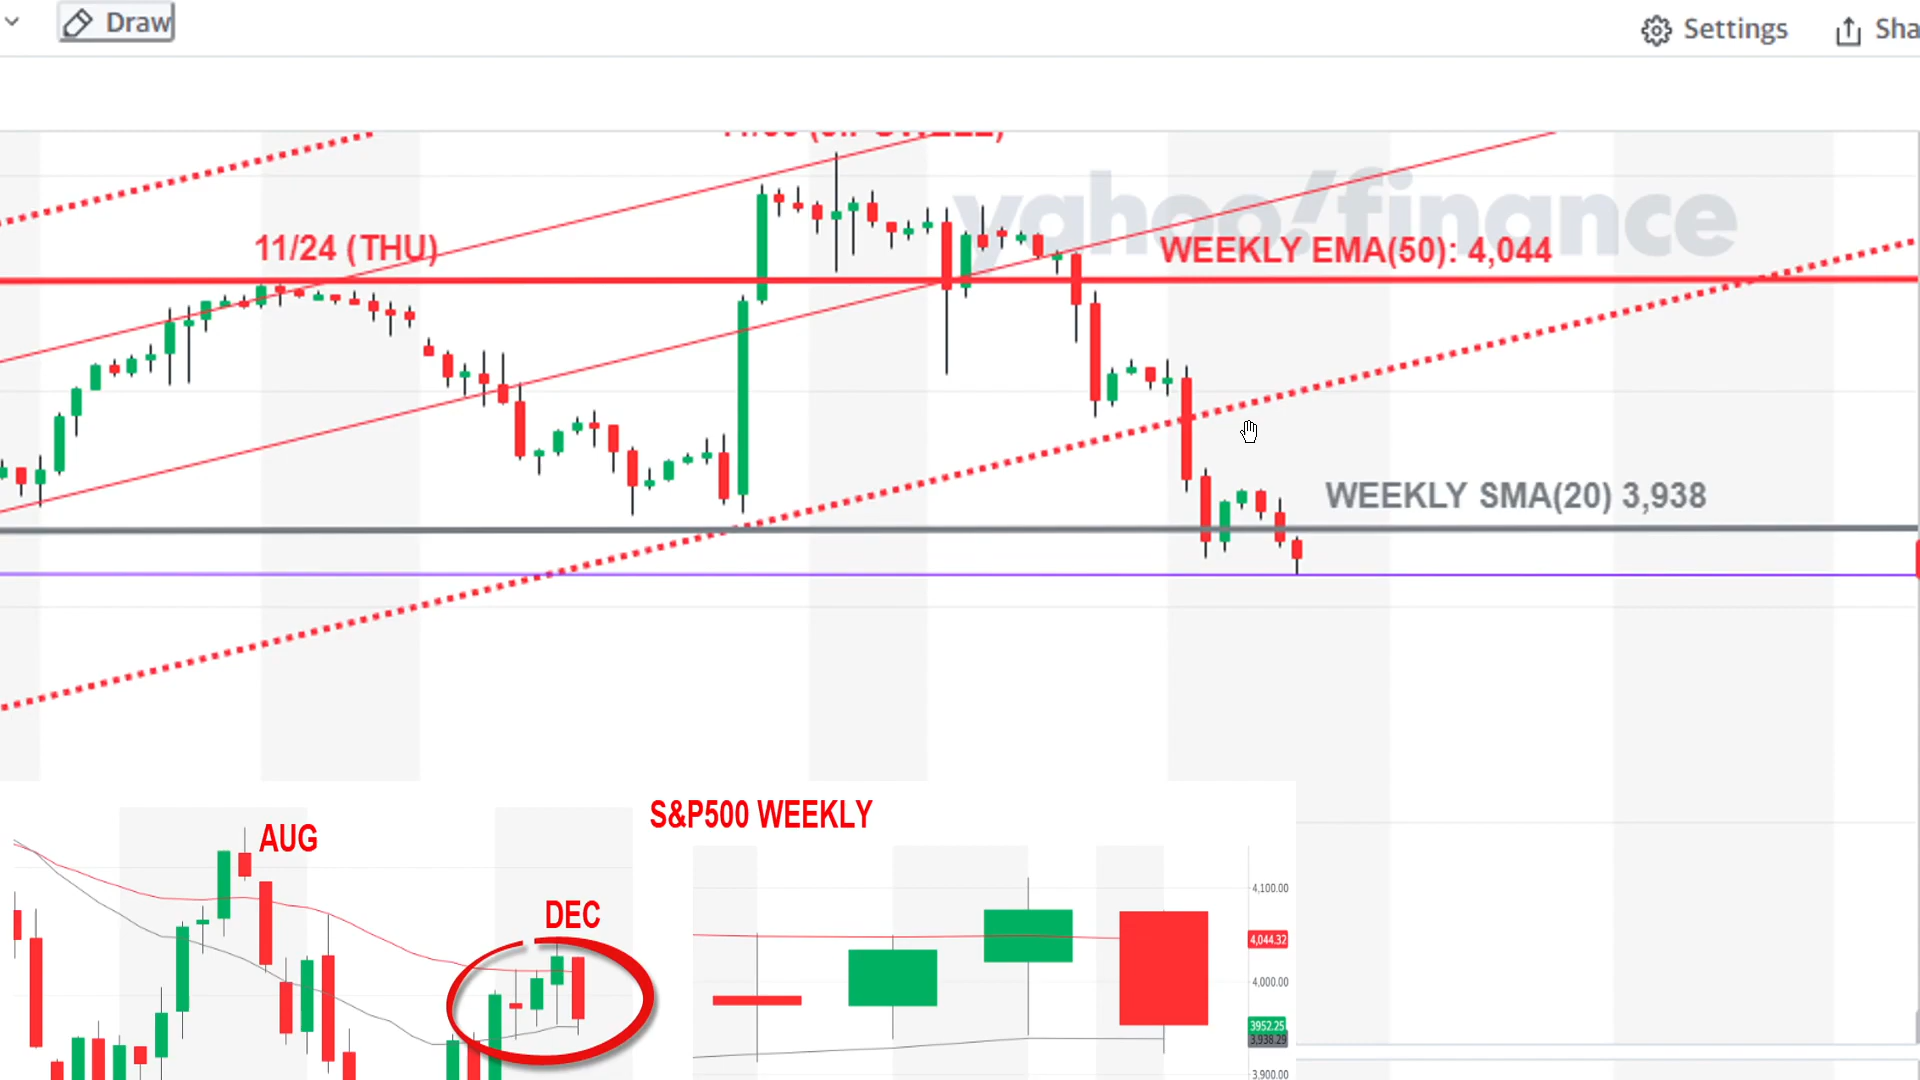 Draw
Settings
Sha
yahoo!finance
11/24 (THU)
WEEKLY EMA(50): 4,044
WEEKLY SMA(20) 3,938
S&P500 WEEKLY
AUG
DEC
4,100.00
4,044.32
4,000.00
3952.25
3,938.29
3,900.00